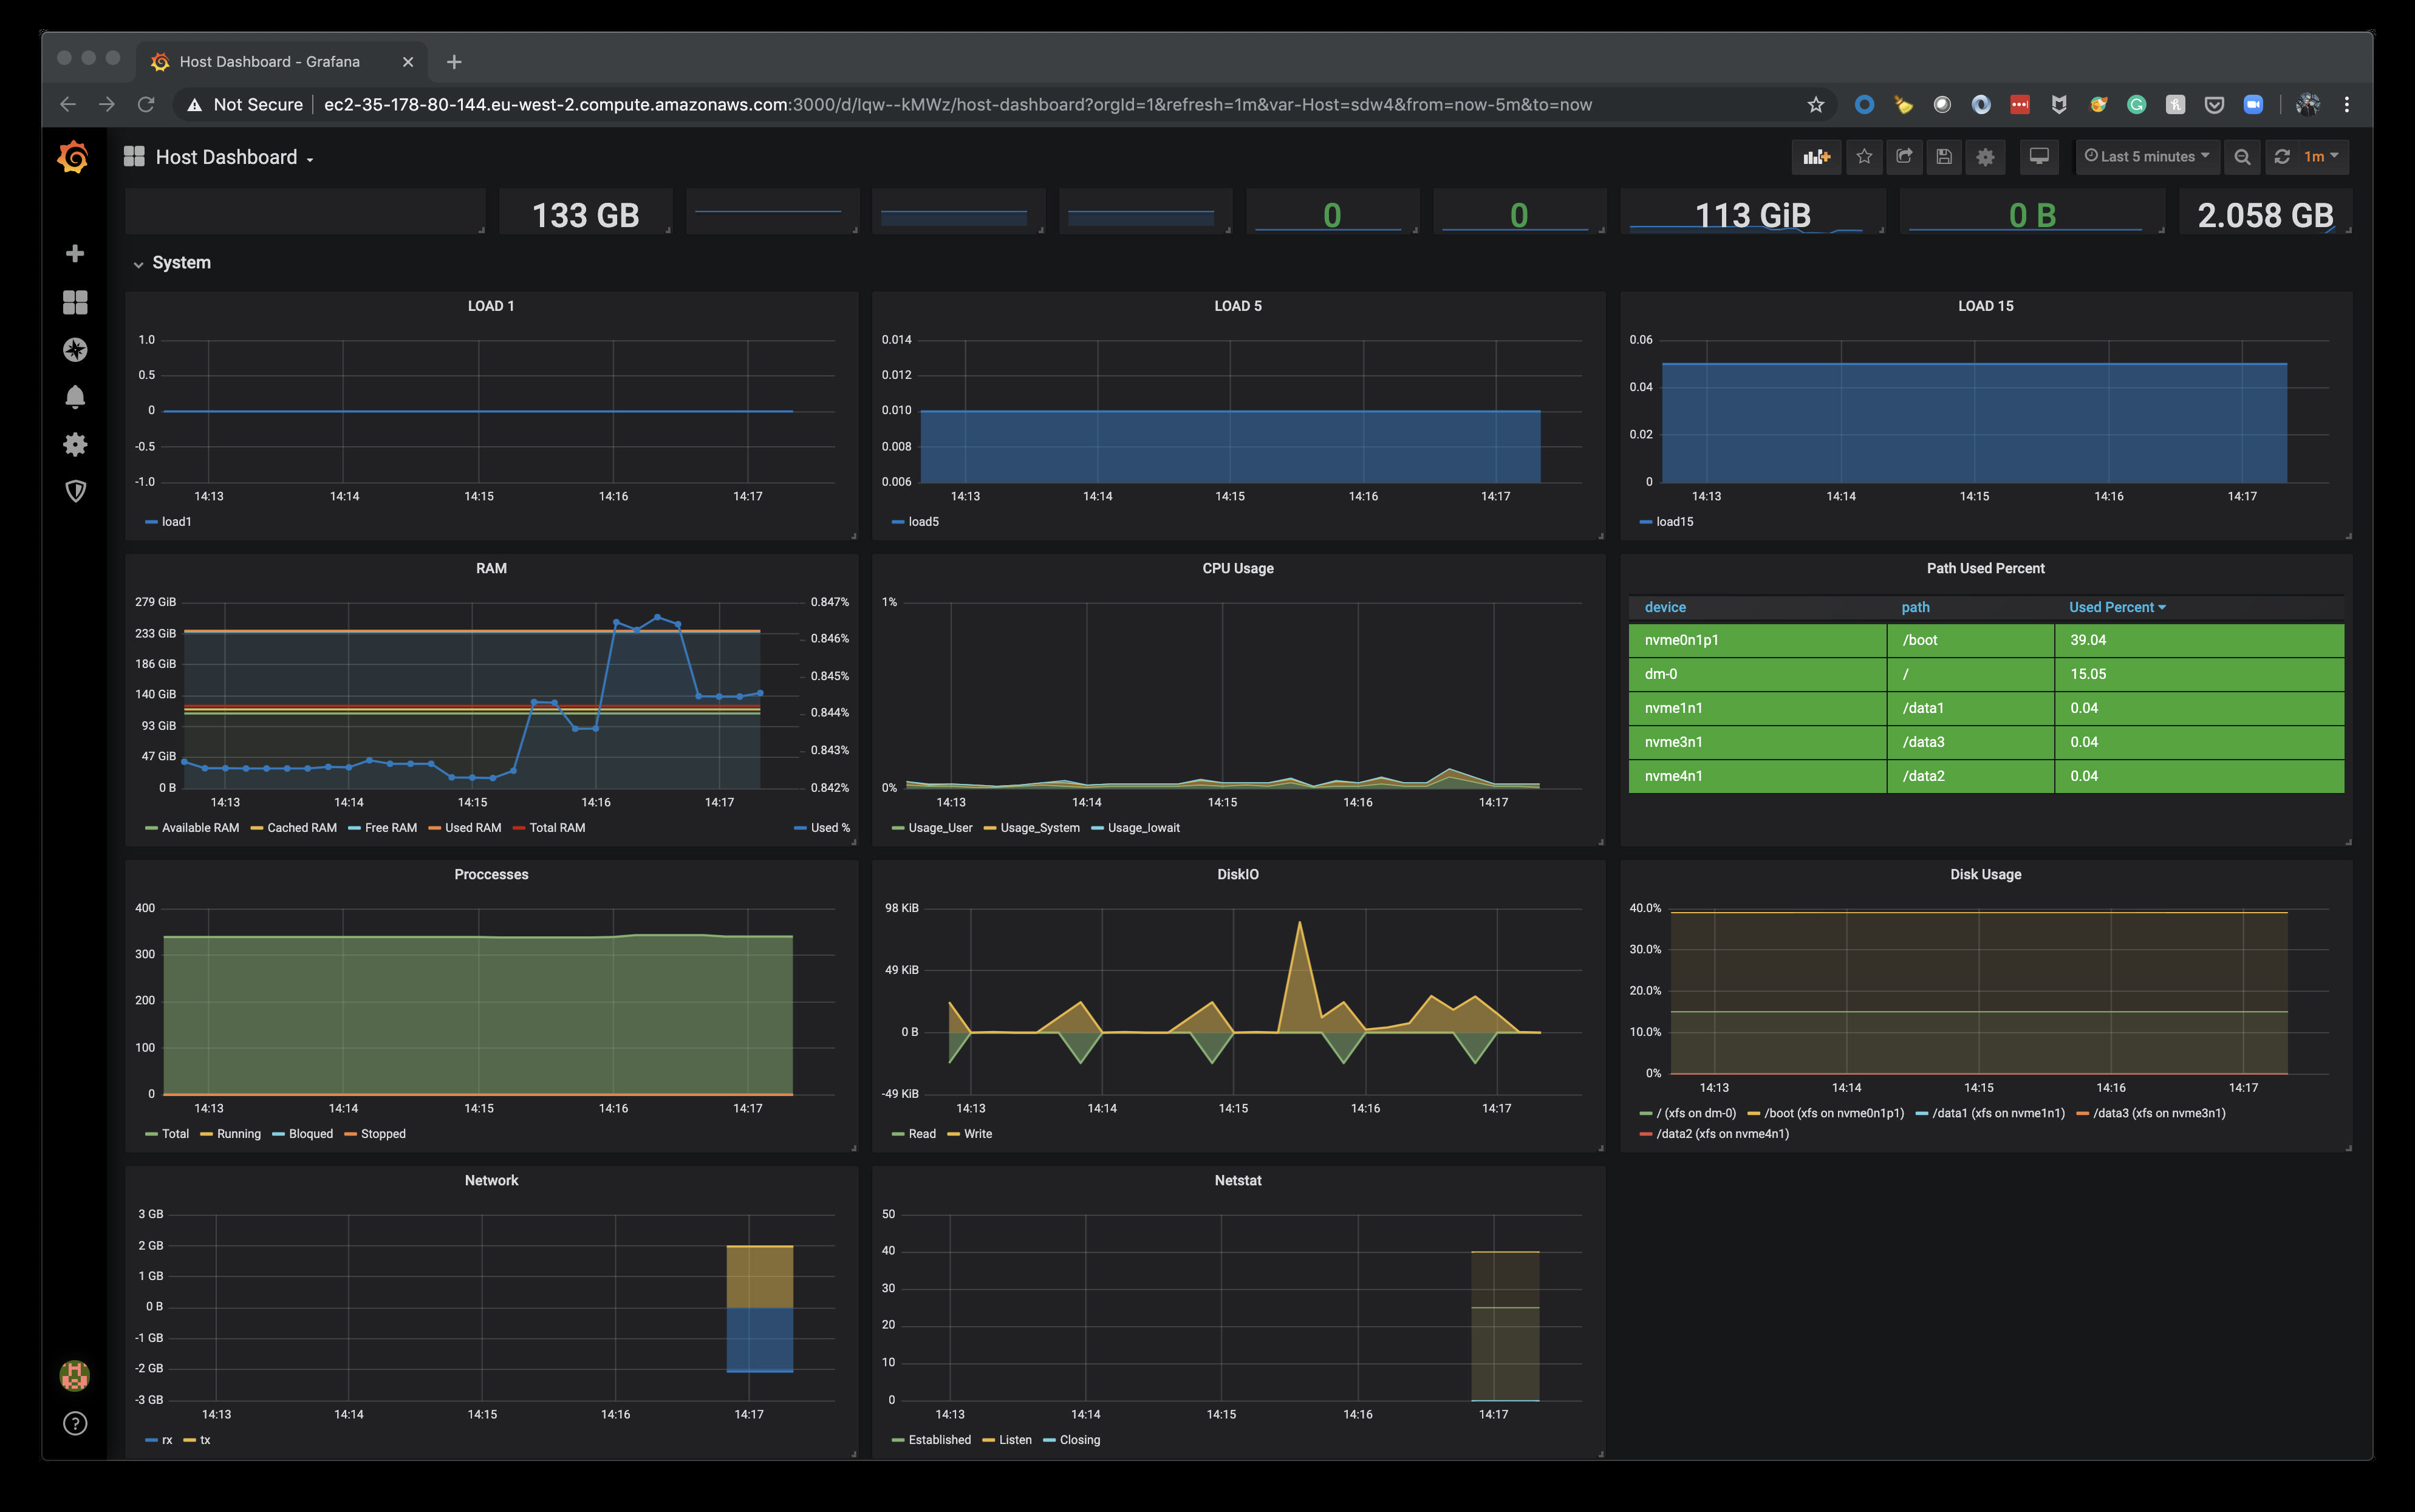 Host Dashboard - Grafana
Not Secure ec2-35-178-80-144.eu-west-2.compute.amazonaws.com:3000/d/Iqw--kMWz/host-dashboard?orgId=1&refresh=1m&var-Host=sdw4&from=now-5m&to=now
Host Dashboard
Last 5 minutes 1m
133 GB 0 0 113 GiB 0 B 2.058 GB
System
LOAD 1
1.0
0.5
0
-0.5
-1.0
14:13 14:14 14:15 14:16 14:17
load1
LOAD 5
0.014
0.012
0.010
0.008
0.006
14:13 14:14 14:15 14:16 14:17
load5
LOAD 15
0.06
0.04
0.02
0
14:13 14:14 14:15 14:16 14:17
load15
RAM
279 GiB 0.847%
233 GiB 0.846%
186 GiB 0.845%
140 GiB 0.844%
93 GiB 0.843%
47 GiB 0.842%
0 B
14:13 14:14 14:15 14:16 14:17
Available RAM Cached RAM Free RAM Used RAM Total RAM Used %
CPU Usage
1%
0%
14:13 14:14 14:15 14:16 14:17
Usage_User Usage_System Usage_Iowait
Path Used Percent
device path Used Percent
nvme0n1p1 /boot 39.04
dm-0 / 15.05
nvme1n1 /data1 0.04
nvme3n1 /data3 0.04
nvme4n1 /data2 0.04
Proccesses
400
300
200
100
0
14:13 14:14 14:15 14:16 14:17
Total Running Bloqued Stopped
DiskIO
98 KiB
49 KiB
0 B
-49 KiB
14:13 14:14 14:15 14:16 14:17
Read Write
Disk Usage
40.0%
30.0%
20.0%
10.0%
0%
14:13 14:14 14:15 14:16 14:17
/ (xfs on dm-0) /boot (xfs on nvme0n1p1) /data1 (xfs on nvme1n1) /data3 (xfs on nvme3n1)
/data2 (xfs on nvme4n1)
Network
3 GB
2 GB
1 GB
0 B
-1 GB
-2 GB
-3 GB
14:13 14:14 14:15 14:16 14:17
rx tx
Netstat
50
40
30
20
10
0
14:13 14:14 14:15 14:16 14:17
Established Listen Closing